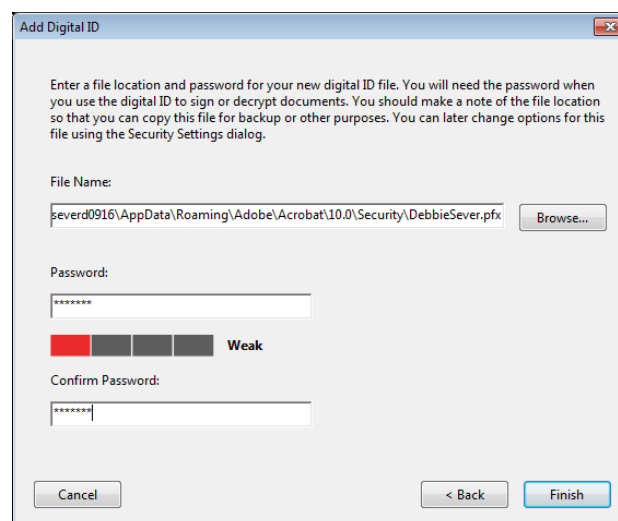 Add Digital ID
Enter a file location and password for your new digital ID file. You will need the password when
you use the digital ID to sign or decrypt documents. You should make a note of the file location
so that you can copy this file for backup or other purposes. You can later change options for this
file using the Security Settings dialog.
File Name:
severd0916\AppData\Roaming\Adobe\Acrobat\10.0\Security\DebbieSever.pfx
Browse...
Password:
*******
Weak
Confirm Password:
*******
Cancel
< Back
Finish